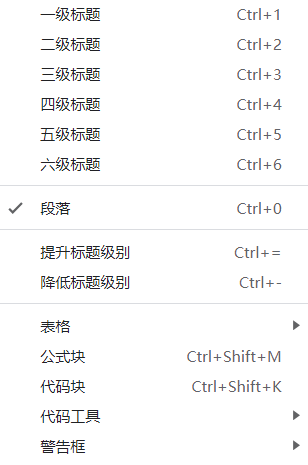 一级标题 Ctrl+1
二级标题 Ctrl+2
三级标题 Ctrl+3
四级标题 Ctrl+4
五级标题 Ctrl+5
六级标题 Ctrl+6
段落 Ctrl+0
提升标题级别 Ctrl+=
降低标题级别 Ctrl+-
表格
公式块 Ctrl+Shift+M
代码块 Ctrl+Shift+K
代码工具
警告框